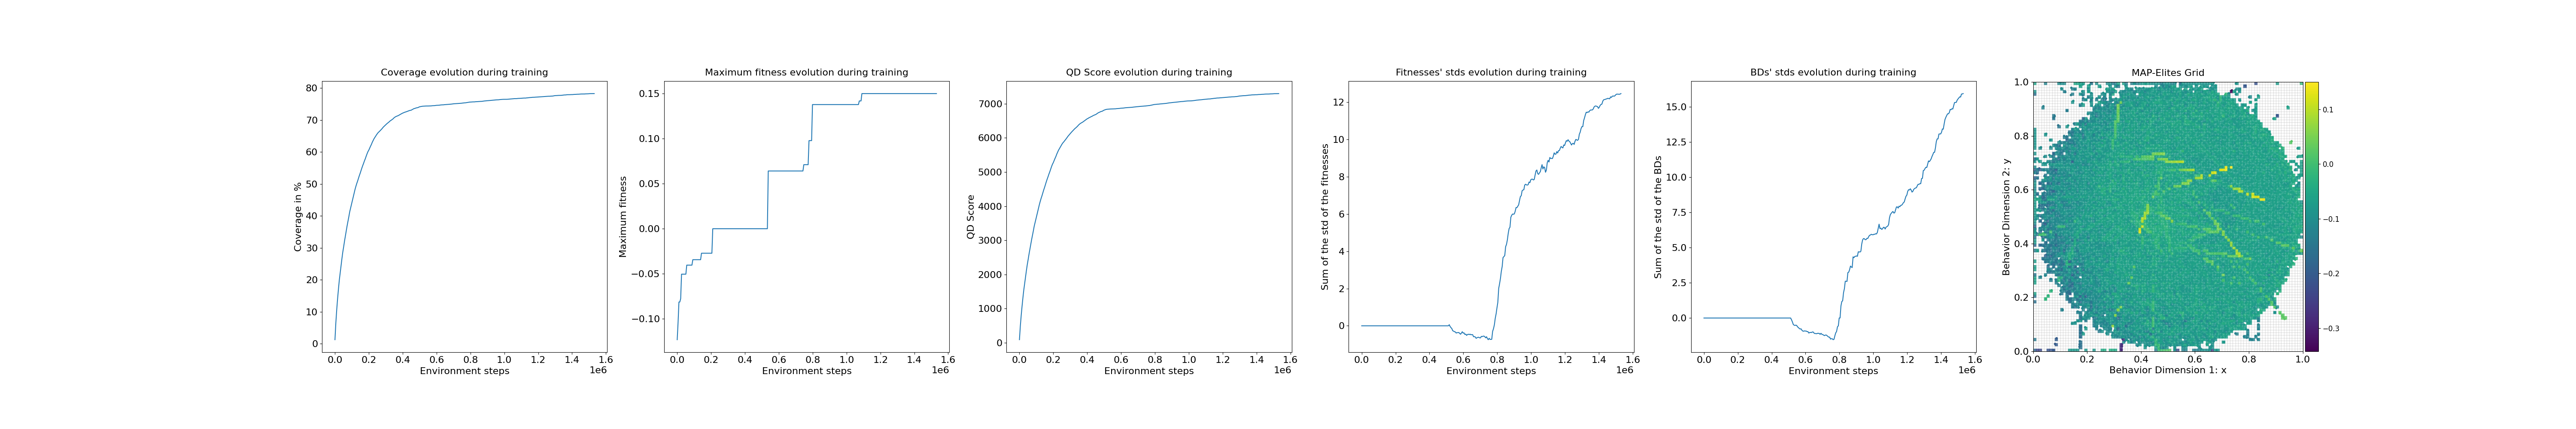 Coverage evolution during training
Coverage in %
80
70
60
50
40
30
20
10
0
0.0 0.2 0.4 0.6 0.8 1.0 1.2 1.4 1.6
1e6
Environment steps
Maximum fitness evolution during training
Maximum fitness
0.15
0.10
0.05
0.00
−0.05
−0.10
0.0 0.2 0.4 0.6 0.8 1.0 1.2 1.4 1.6
1e6
Environment steps
QD Score evolution during training
QD Score
7000
6000
5000
4000
3000
2000
1000
0
0.0 0.2 0.4 0.6 0.8 1.0 1.2 1.4 1.6
1e6
Environment steps
Fitnesses' stds evolution during training
Sum of the std of the fitnesses
12
10
8
6
4
2
0
0.0 0.2 0.4 0.6 0.8 1.0 1.2 1.4 1.6
1e6
Environment steps
BDs' stds evolution during training
Sum of the std of the BDs
15.0
12.5
10.0
7.5
5.0
2.5
0.0
0.0 0.2 0.4 0.6 0.8 1.0 1.2 1.4 1.6
1e6
Environment steps
MAP-Elites Grid
Behavior Dimension 2: y
1.0
0.8
0.6
0.4
0.2
0.0
0.0 0.2 0.4 0.6 0.8 1.0
Behavior Dimension 1: x
0.1
0.0
−0.1
−0.2
−0.3